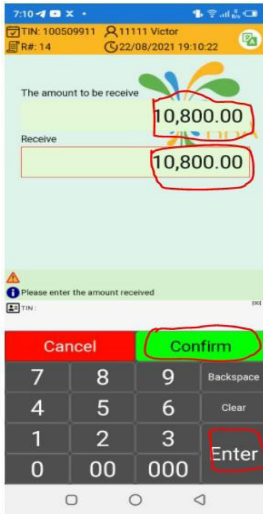 7:10
TIN: 100509911 11111 Victor
R#: 14 22/08/2021 19:10:22
The amount to be receive
10,800.00
Receive
10,800.00
Please enter the amount received
TIN :
Cancel Confirm
7 8 9 Backspace
4 5 6 Clear
1 2 3 Enter
0 00 000